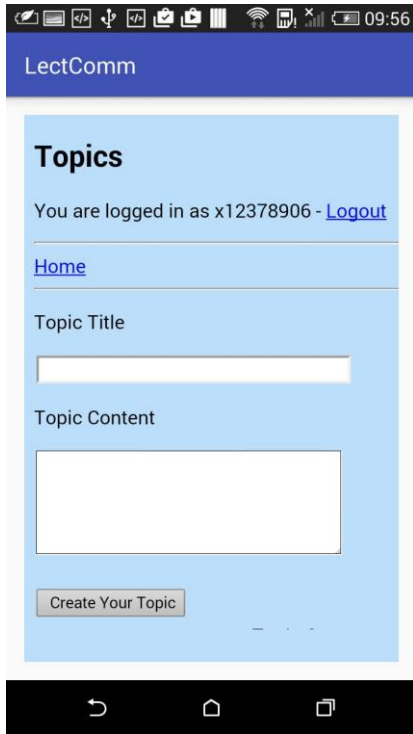 09:56
LectComm
Topics
You are logged in as x12378906 - Logout
Home
Topic Title
Topic Content
Create Your Topic